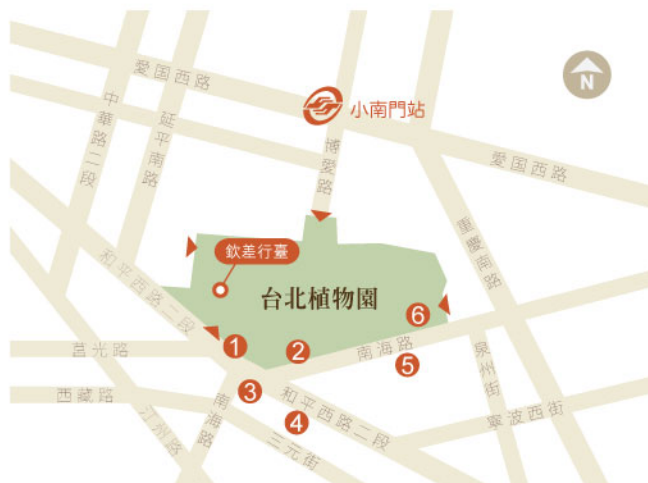 愛国西路
小南門站
N
中華路二段
延平南路
博愛路
愛国西路
重慶南路
欽差行臺
和平西路二段
台北植物園
6
1
2
南海路
5
莒光路
泉州街
3
西藏路
和平西路二段
4
寧波西街
汀州路
南海路
三元街